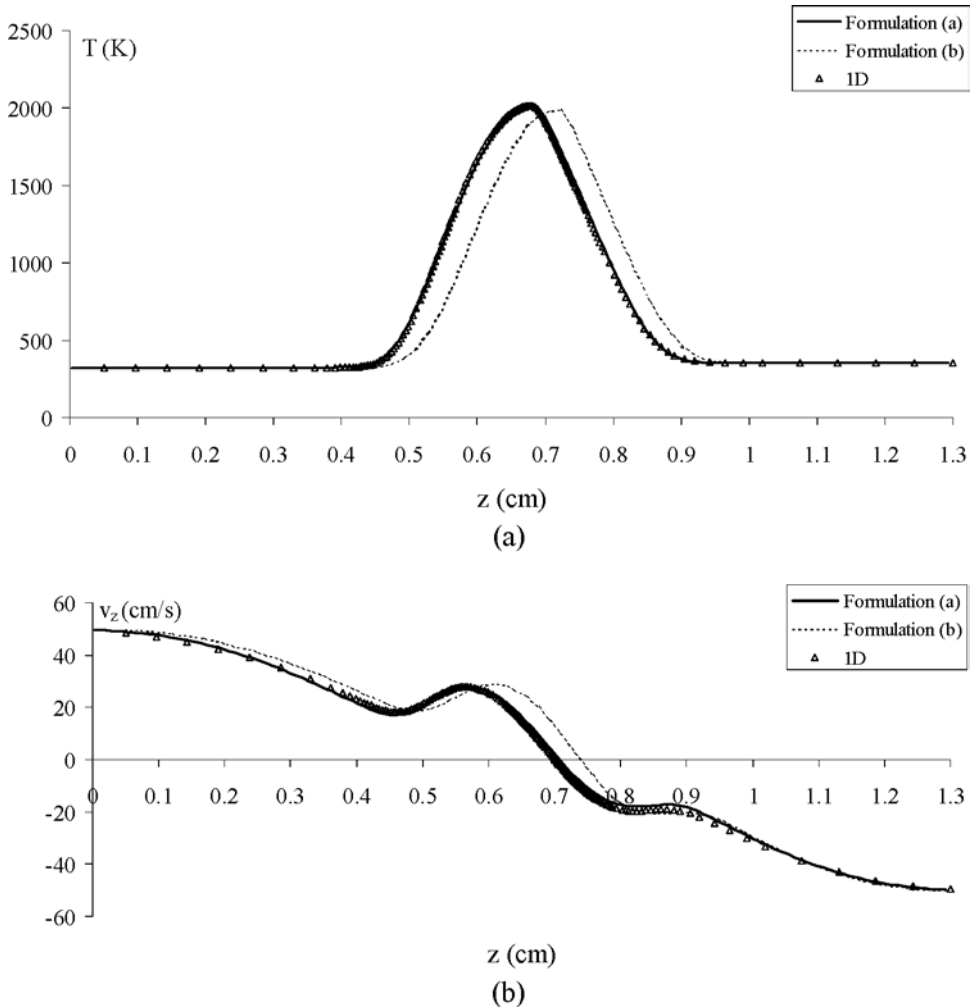 2500
T (K)
2000
1500
1000
500
0
0 0.1 0.2 0.3 0.4 0.5 0.6 0.7 0.8 0.9 1 1.1 1.2 1.3
z (cm)
Formulation (a)
Formulation (b)
1D
(a)
60
v_z (cm/s)
40
20
0
-20
-40
-60
0 0.1 0.2 0.3 0.4 0.5 0.6 0.7 0.8 0.9 1 1.1 1.2 1.3
z (cm)
Formulation (a)
Formulation (b)
1D
(b)